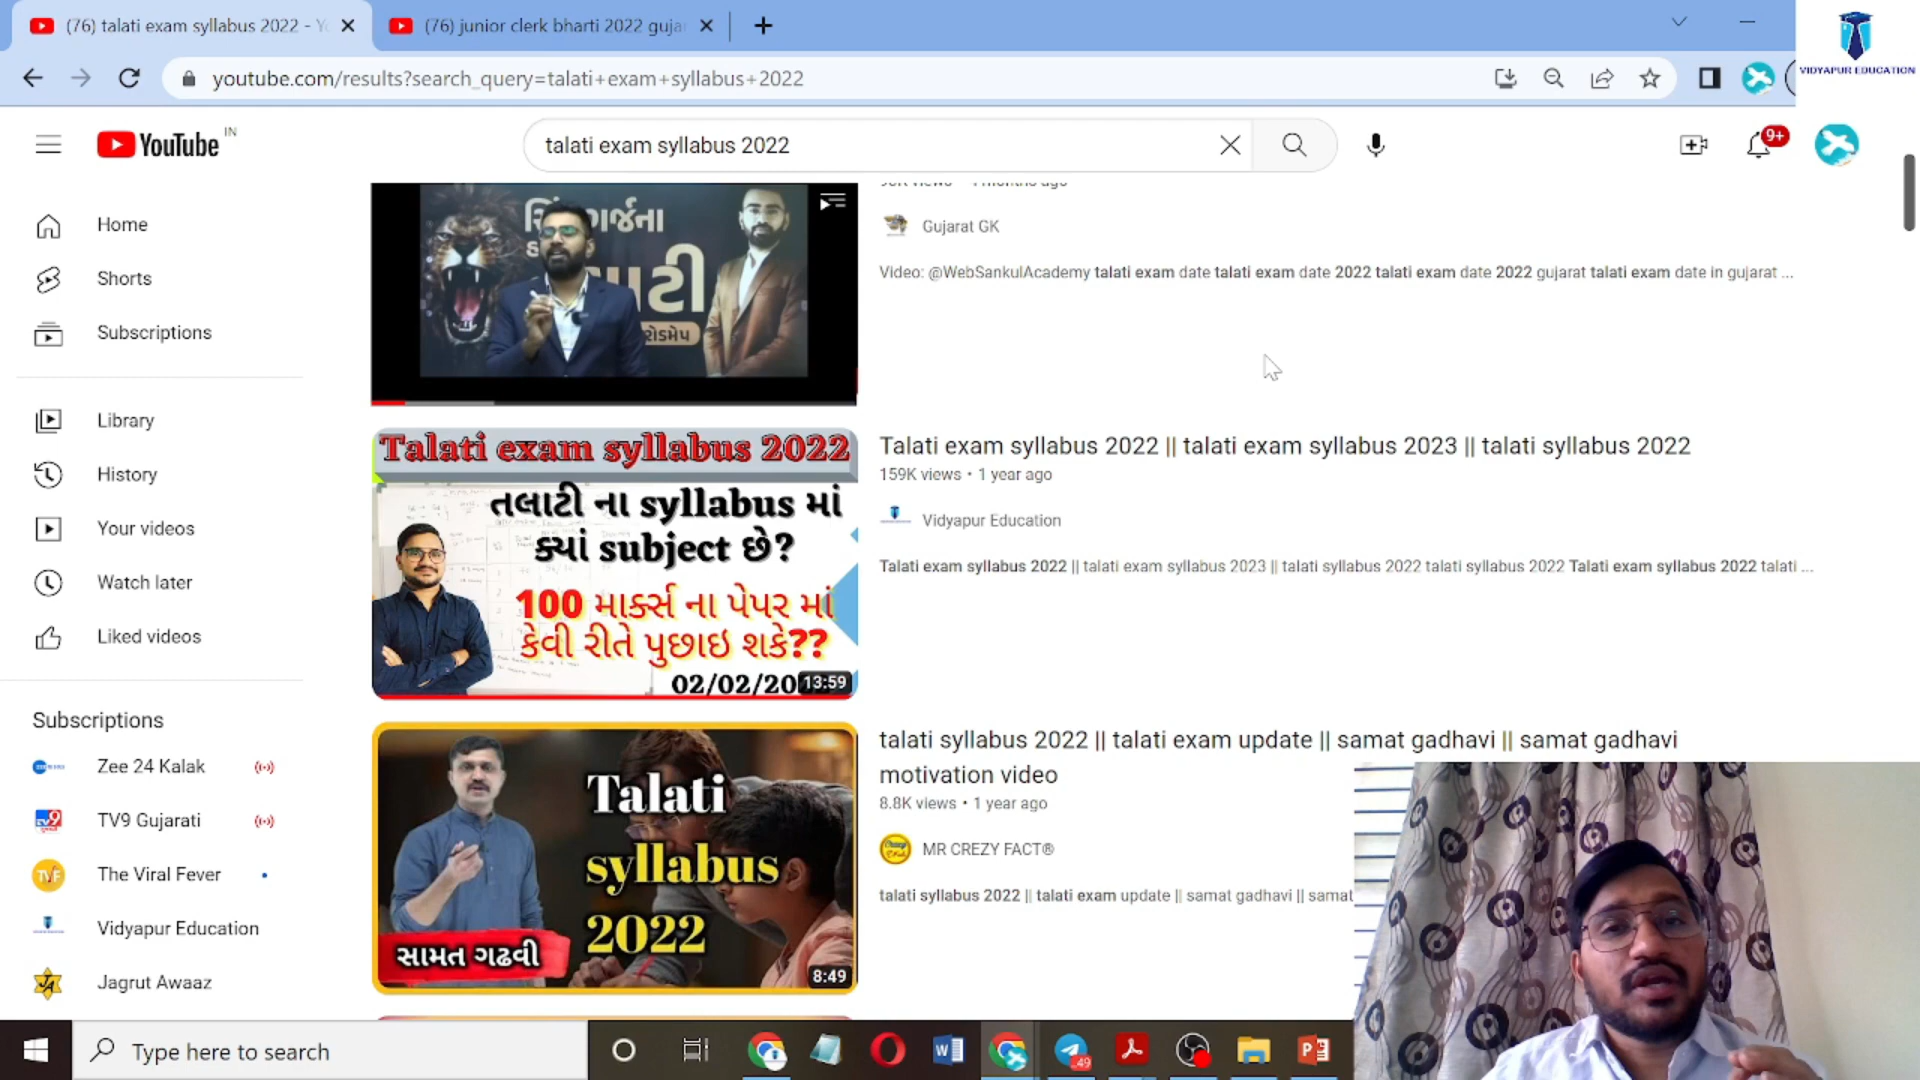 (76) talati exam syllabus 2022 - Yo
(76) junior clerk bharti 2022 guja
VIDYAPUR EDUCATION
youtube.com/results?search_query=talati+exam+syllabus+2022
YouTube IN
talati exam syllabus 2022
9+
Home
Shorts
Subscriptions
Library
History
Your videos
Watch later
Liked videos
Subscriptions
Zee 24 Kalak
TV9 Gujarati
The Viral Fever
Vidyapur Education
Jagrut Awaaz
Gujarat GK
Video: @WebSankulAcademy talati exam date talati exam date 2022 talati exam date 2022 gujarat talati exam date in gujarat ...
Talati exam syllabus 2022
તલાટી ના syllabus માં
ક્યાં subject છે?
100 માર્ક્સ ના પેપર માં
કેવી રીતે પુછાઇ શકે??
02/02/20
13:59
Talati exam syllabus 2022 || talati exam syllabus 2023 || talati syllabus 2022
159K views • 1 year ago
Vidyapur Education
Talati exam syllabus 2022 || talati exam syllabus 2023 || talati syllabus 2022 talati syllabus 2022 Talati exam syllabus 2022 talati ...
Talati
syllabus
2022
સામત ગઢવી
8:49
talati syllabus 2022 || talati exam update || samat gadhavi || samat gadhavi
motivation video
8.8K views • 1 year ago
MR CREZY FACT®
talati syllabus 2022 || talati exam update || samat gadhavi || samat
Type here to search
49